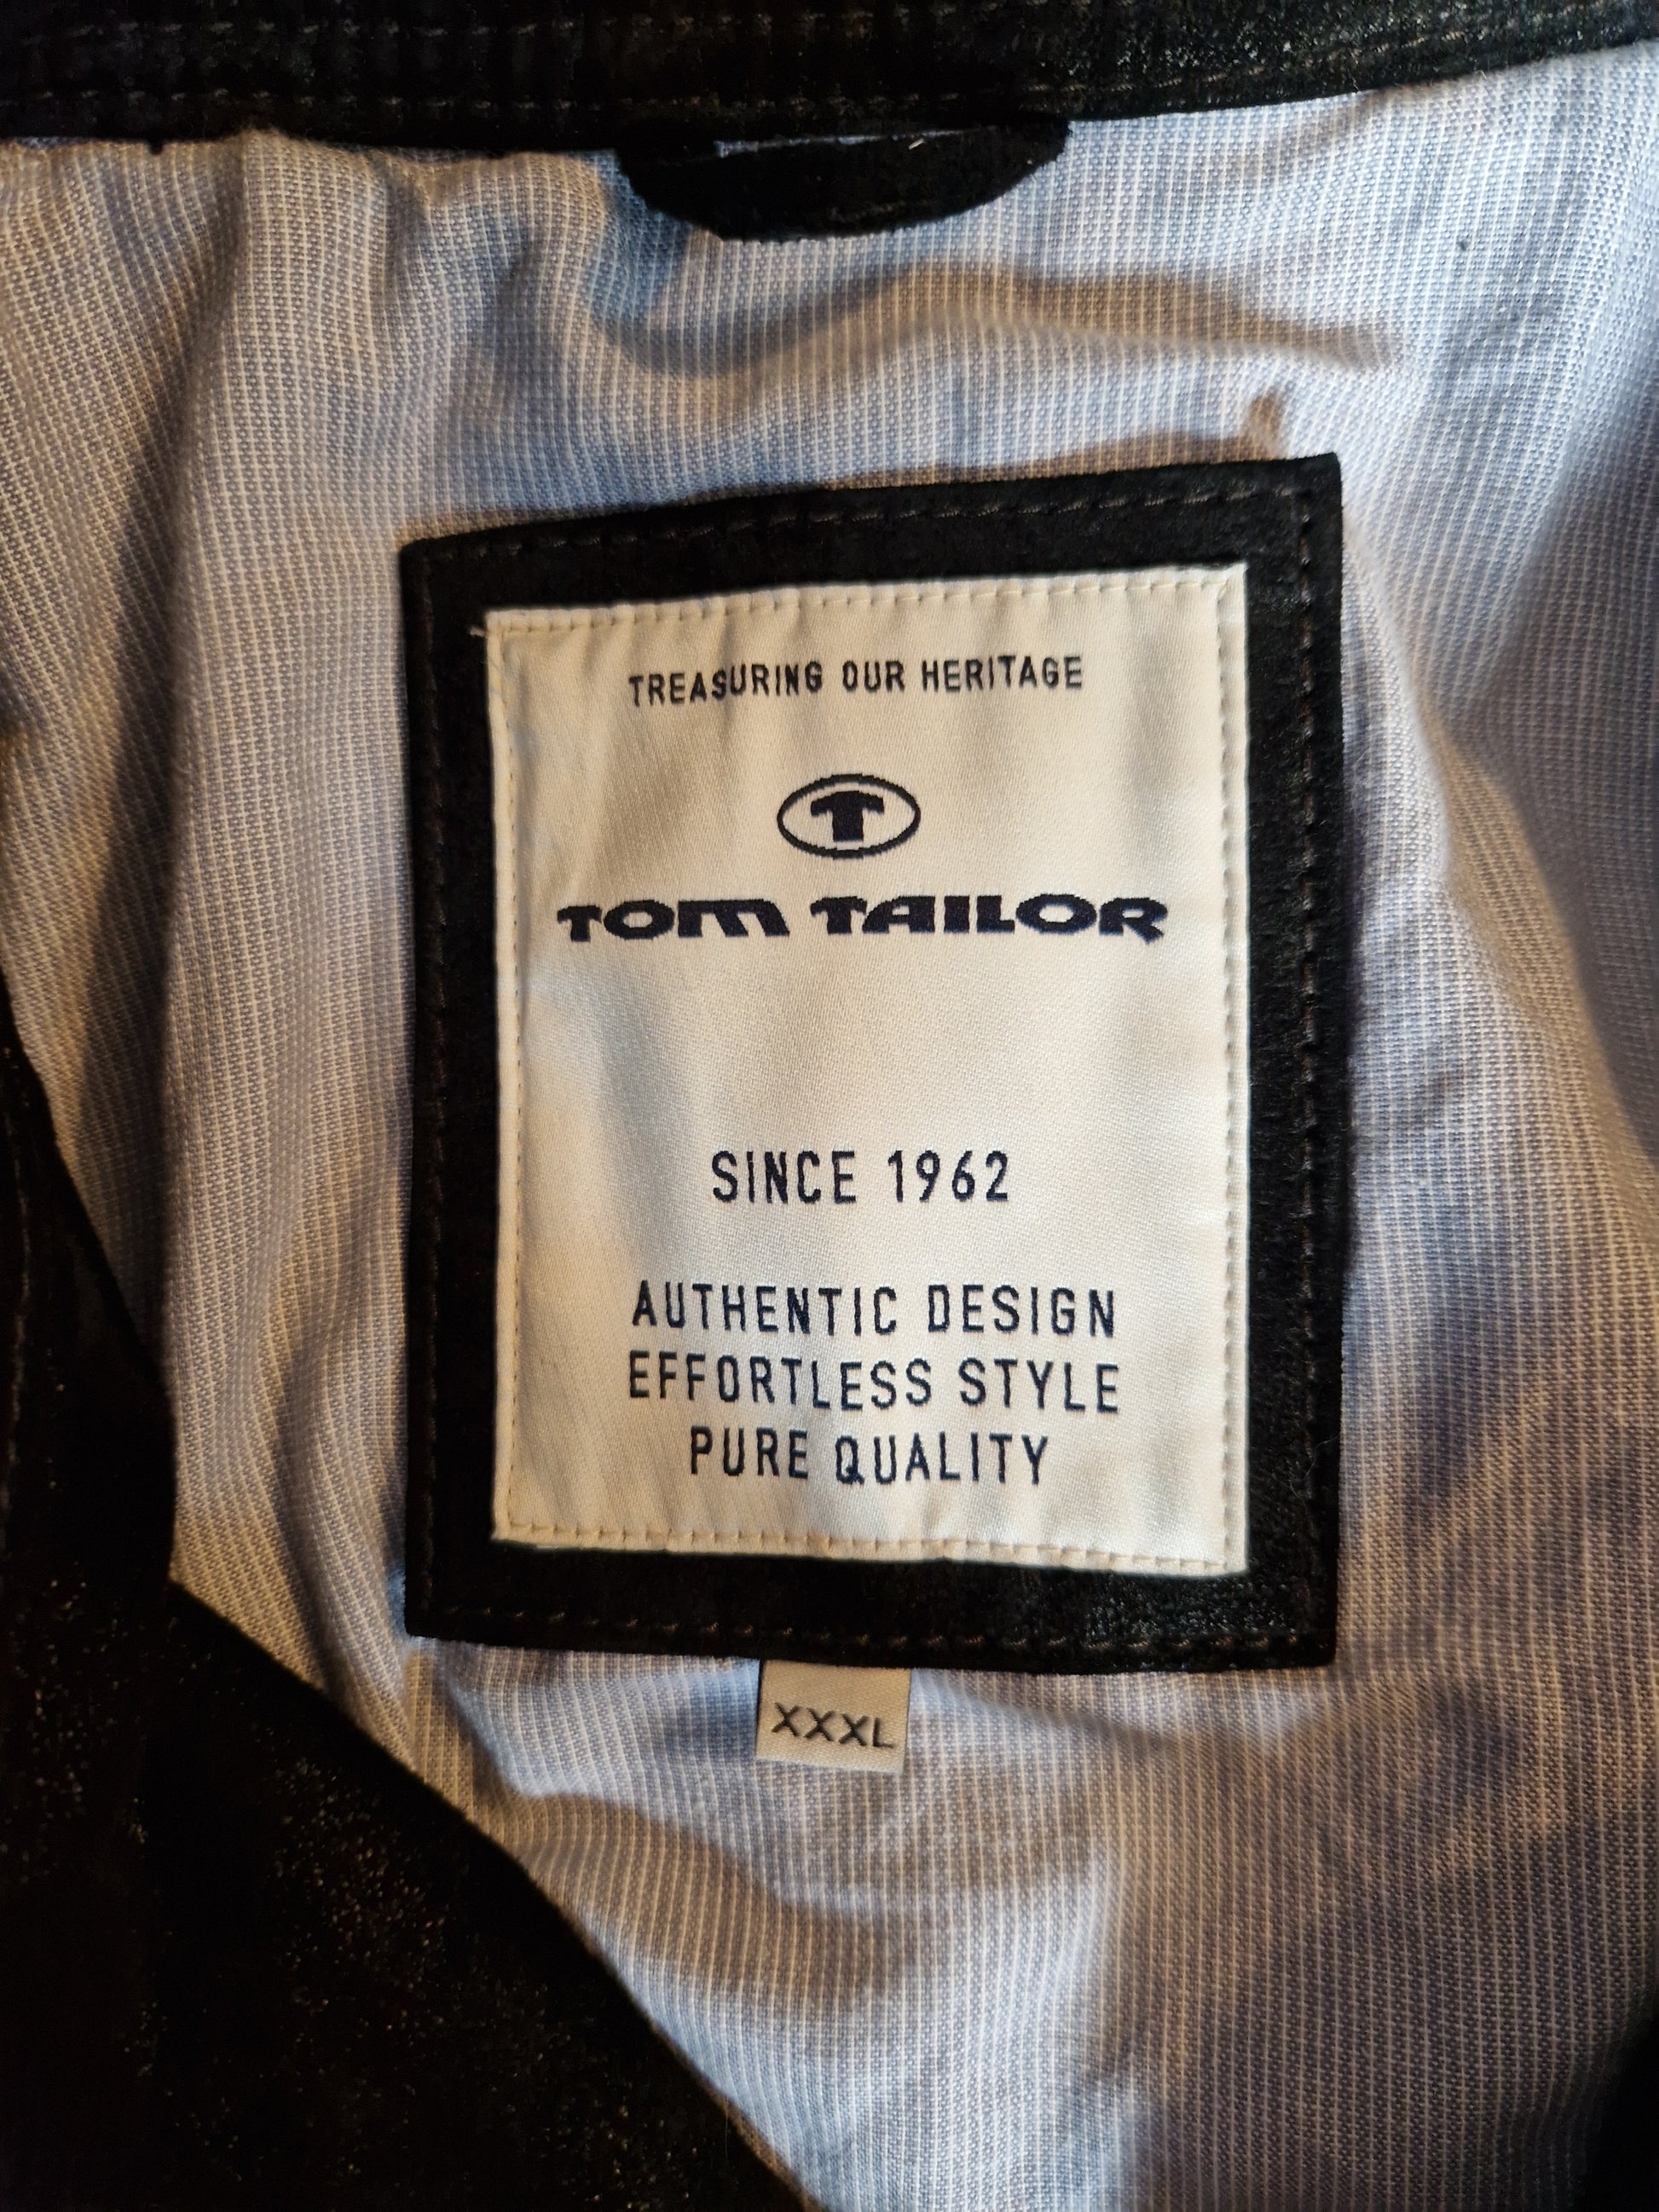 TREASURING OUR HERITAGE
T
TOM TAILOR
SINCE 1962
AUTHENTIC DESIGN
EFFORTLESS STYLE
PURE QUALITY
XXXL